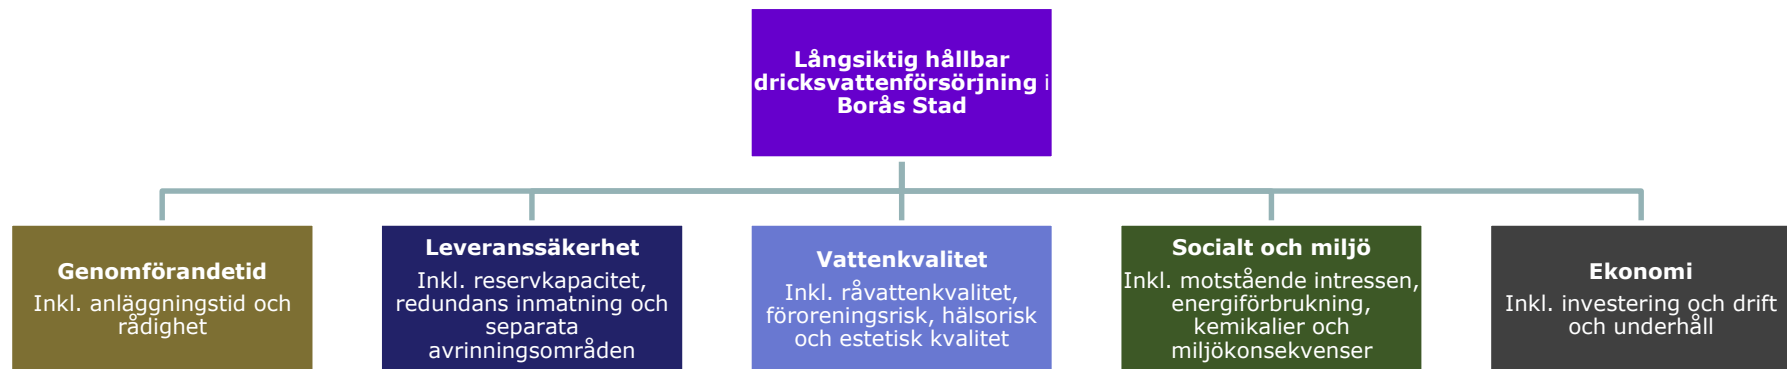 Långsiktig hållbar
dricksvattenförsörjning i
Borås Stad
Genomförandetid
Inkl. anläggningstid och
rådighet
Leveranssäkerhet
Inkl. reservkapacitet,
redundans inmatning och
separata
avrinningsområden
Vattenkvalitet
Inkl. råvattenkvalitet,
föroreningsrisk, hälsorisk
och estetisk kvalitet
Socialt och miljö
Inkl. motstående intressen,
energiförbrukning,
kemikalier och
miljökonsekvenser
Ekonomi
Inkl. investering och drift
och underhåll